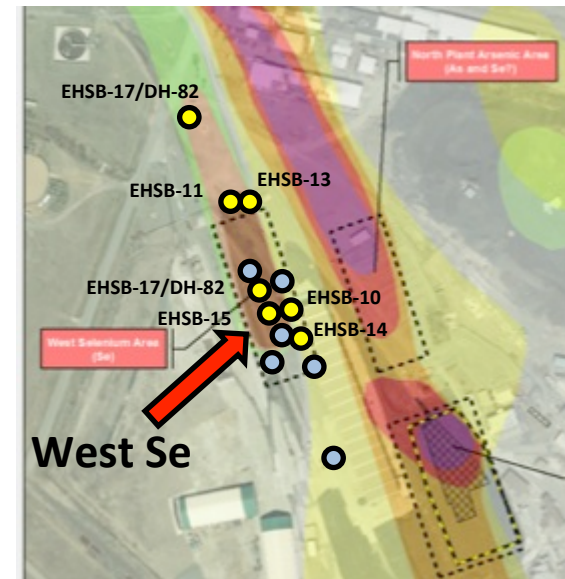 North Plant Arsenic Area
(As and Se?)
EHSB-17/DH-82
EHSB-11
EHSB-13
EHSB-17/DH-82
EHSB-10
EHSB-15
EHSB-14
West Selenium Area
(Se)
West Se